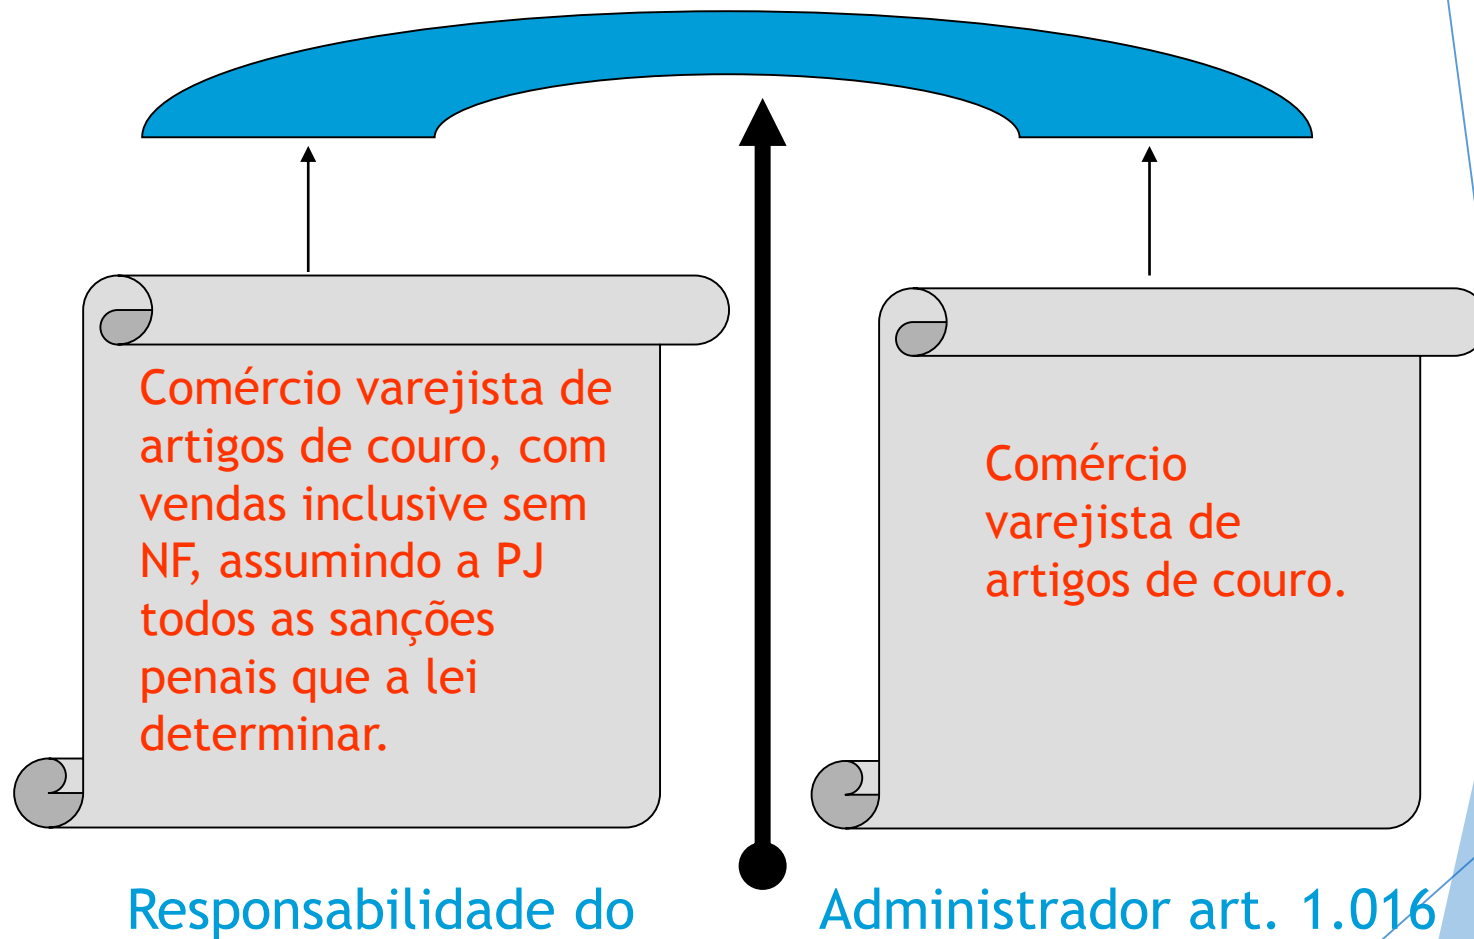 Comércio varejista de
artigos de couro, com
vendas inclusive sem
NF, assumindo a PJ
todos as sanções
penais que a lei
determinar.
Comércio
varejista de
artigos de couro.
Responsabilidade do Administrador art. 1.016